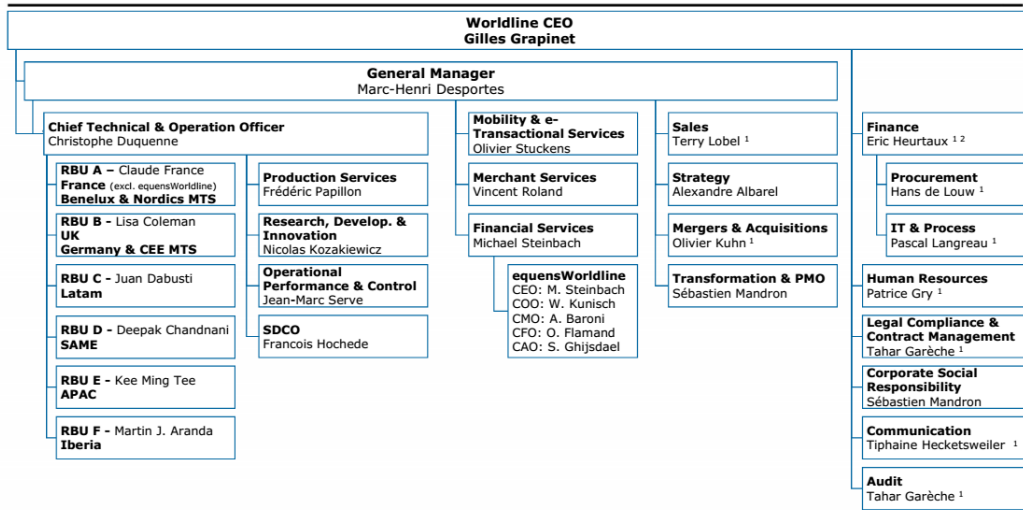 Worldline CEO
Gilles Grapinet
General Manager
Marc-Henri Desportes
Chief Technical & Operation Officer
Christophe Duquenne
RBU A – Claude France
France (excl. equensWorldline)
Benelux & Nordics MTS
RBU B - Lisa Coleman
UK
Germany & CEE MTS
RBU C - Juan Dabusti
Latam
RBU D - Deepak Chandnani
SAME
RBU E - Kee Ming Tee
APAC
RBU F - Martin J. Aranda
Iberia
Production Services
Frédéric Papillon
Research, Develop. &
Innovation
Nicolas Kozakiewicz
Operational
Performance & Control
Jean-Marc Serve
SDCO
Francois Hochede
Mobility & e-
Transactional Services
Olivier Stuckens
Merchant Services
Vincent Roland
Financial Services
Michael Steinbach
equensWorldline
CEO: M. Steinbach
COO: W. Kunisch
CMO: A. Baroni
CFO: O. Flamand
CAO: S. Ghijsdael
Sales
Terry Lobel ¹
Strategy
Alexandre Albarel
Mergers & Acquisitions
Olivier Kuhn ¹
Transformation & PMO
Sébastien Mandron
Finance
Eric Heurtaux ¹ ²
Procurement
Hans de Louw ¹
IT & Process
Pascal Langreau ¹
Human Resources
Patrice Gry ¹
Legal Compliance &
Contract Management
Tahar Garèche ¹
Corporate Social
Responsibility
Sébastien Mandron
Communication
Tiphaine Hecketsweiler ¹
Audit
Tahar Garèche ¹